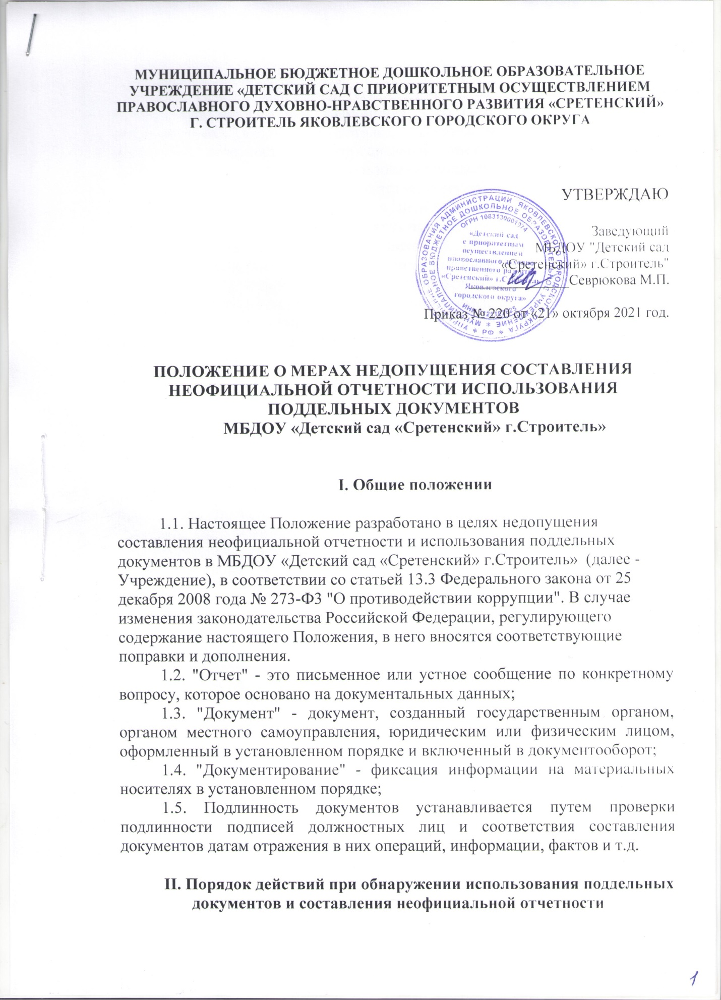 МУНИЦИПАЛЬНОЕ БЮДЖЕТНОЕ ДОШКОЛЬНОЕ ОБРАЗОВАТЕЛЬНОЕ
УЧРЕЖДЕНИЕ «ДЕТСКИЙ САД С ПРИОРИТЕТНЫМ ОСУЩЕСТВЛЕНИЕМ
ПРАВОСЛАВНОГО ДУХОВНО-НРАВСТВЕННОГО РАЗВИТИЯ «СРЕТЕНСКИЙ»
Г. СТРОИТЕЛЬ ЯКОВЛЕВСКОГО ГОРОДСКОГО ОКРУГА
УТВЕРЖДАЮ
Заведующий
МБДОУ "Детский сад
«Сретенский» г.Строитель"
Севрюкова М.П.
Приказ № 220 от «21» октября 2021 год.
ОБРАЗОВАНИЯ АДМИНИСТРАЦИИ ЯКОВЛЕВСКОГО ГОРОДСКОГО ОКРУГА * РФ *
МУНИЦИПАЛЬНОЕ БЮДЖЕТНОЕ ДОШКОЛЬНОЕ ОБРАЗОВАТЕЛЬНОЕ УЧРЕЖДЕНИЕ *
ОГРН 1083130001974
«Детский сад
с приоритетным
осуществлением
православного духовно-
нравственного развития
«Сретенский» г.Строитель
Яковлевского
городского округа»
ИНН
ПОЛОЖЕНИЕ О МЕРАХ НЕДОПУЩЕНИЯ СОСТАВЛЕНИЯ
НЕОФИЦИАЛЬНОЙ ОТЧЕТНОСТИ ИСПОЛЬЗОВАНИЯ
ПОДДЕЛЬНЫХ ДОКУМЕНТОВ
МБДОУ «Детский сад «Сретенский» г.Строитель»
I. Общие положении
1.1. Настоящее Положение разработано в целях недопущения
составления неофициальной отчетности и использования поддельных
документов в МБДОУ «Детский сад «Сретенский» г.Строитель» (далее -
Учреждение), в соответствии со статьей 13.3 Федерального закона от 25
декабря 2008 года № 273-ФЗ "О противодействии коррупции". В случае
изменения законодательства Российской Федерации, регулирующего
содержание настоящего Положения, в него вносятся соответствующие
поправки и дополнения.
1.2. "Отчет" - это письменное или устное сообщение по конкретному
вопросу, которое основано на документальных данных;
1.3. "Документ" - документ, созданный государственным органом,
органом местного самоуправления, юридическим или физическим лицом,
оформленный в установленном порядке и включенный в документооборот;
1.4. "Документирование" - фиксация информации на материальных
носителях в установленном порядке;
1.5. Подлинность документов устанавливается путем проверки
подлинности подписей должностных лиц и соответствия составления
документов датам отражения в них операций, информации, фактов и т.д.
II. Порядок действий при обнаружении использования поддельных
документов и составления неофициальной отчетности
1